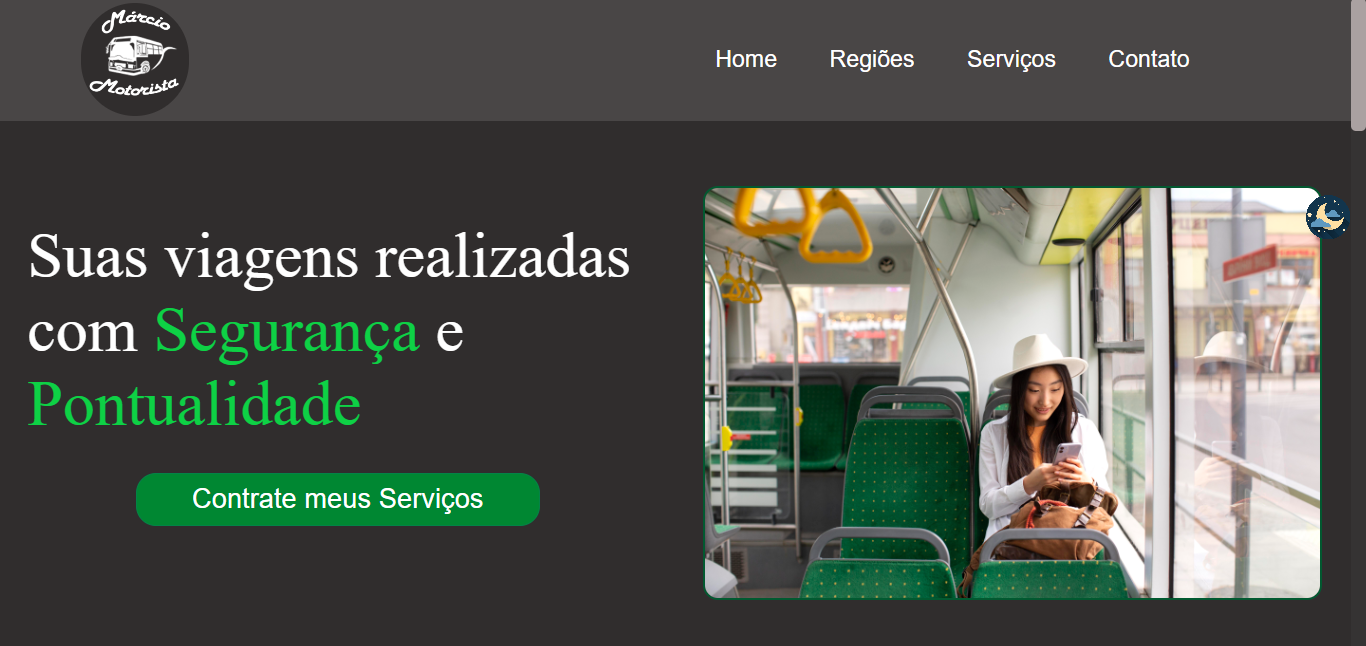 Márcio
Motorista
Home Regiões Serviços Contato
Suas viagens realizadas
com Segurança e
Pontualidade
Contrate meus Serviços